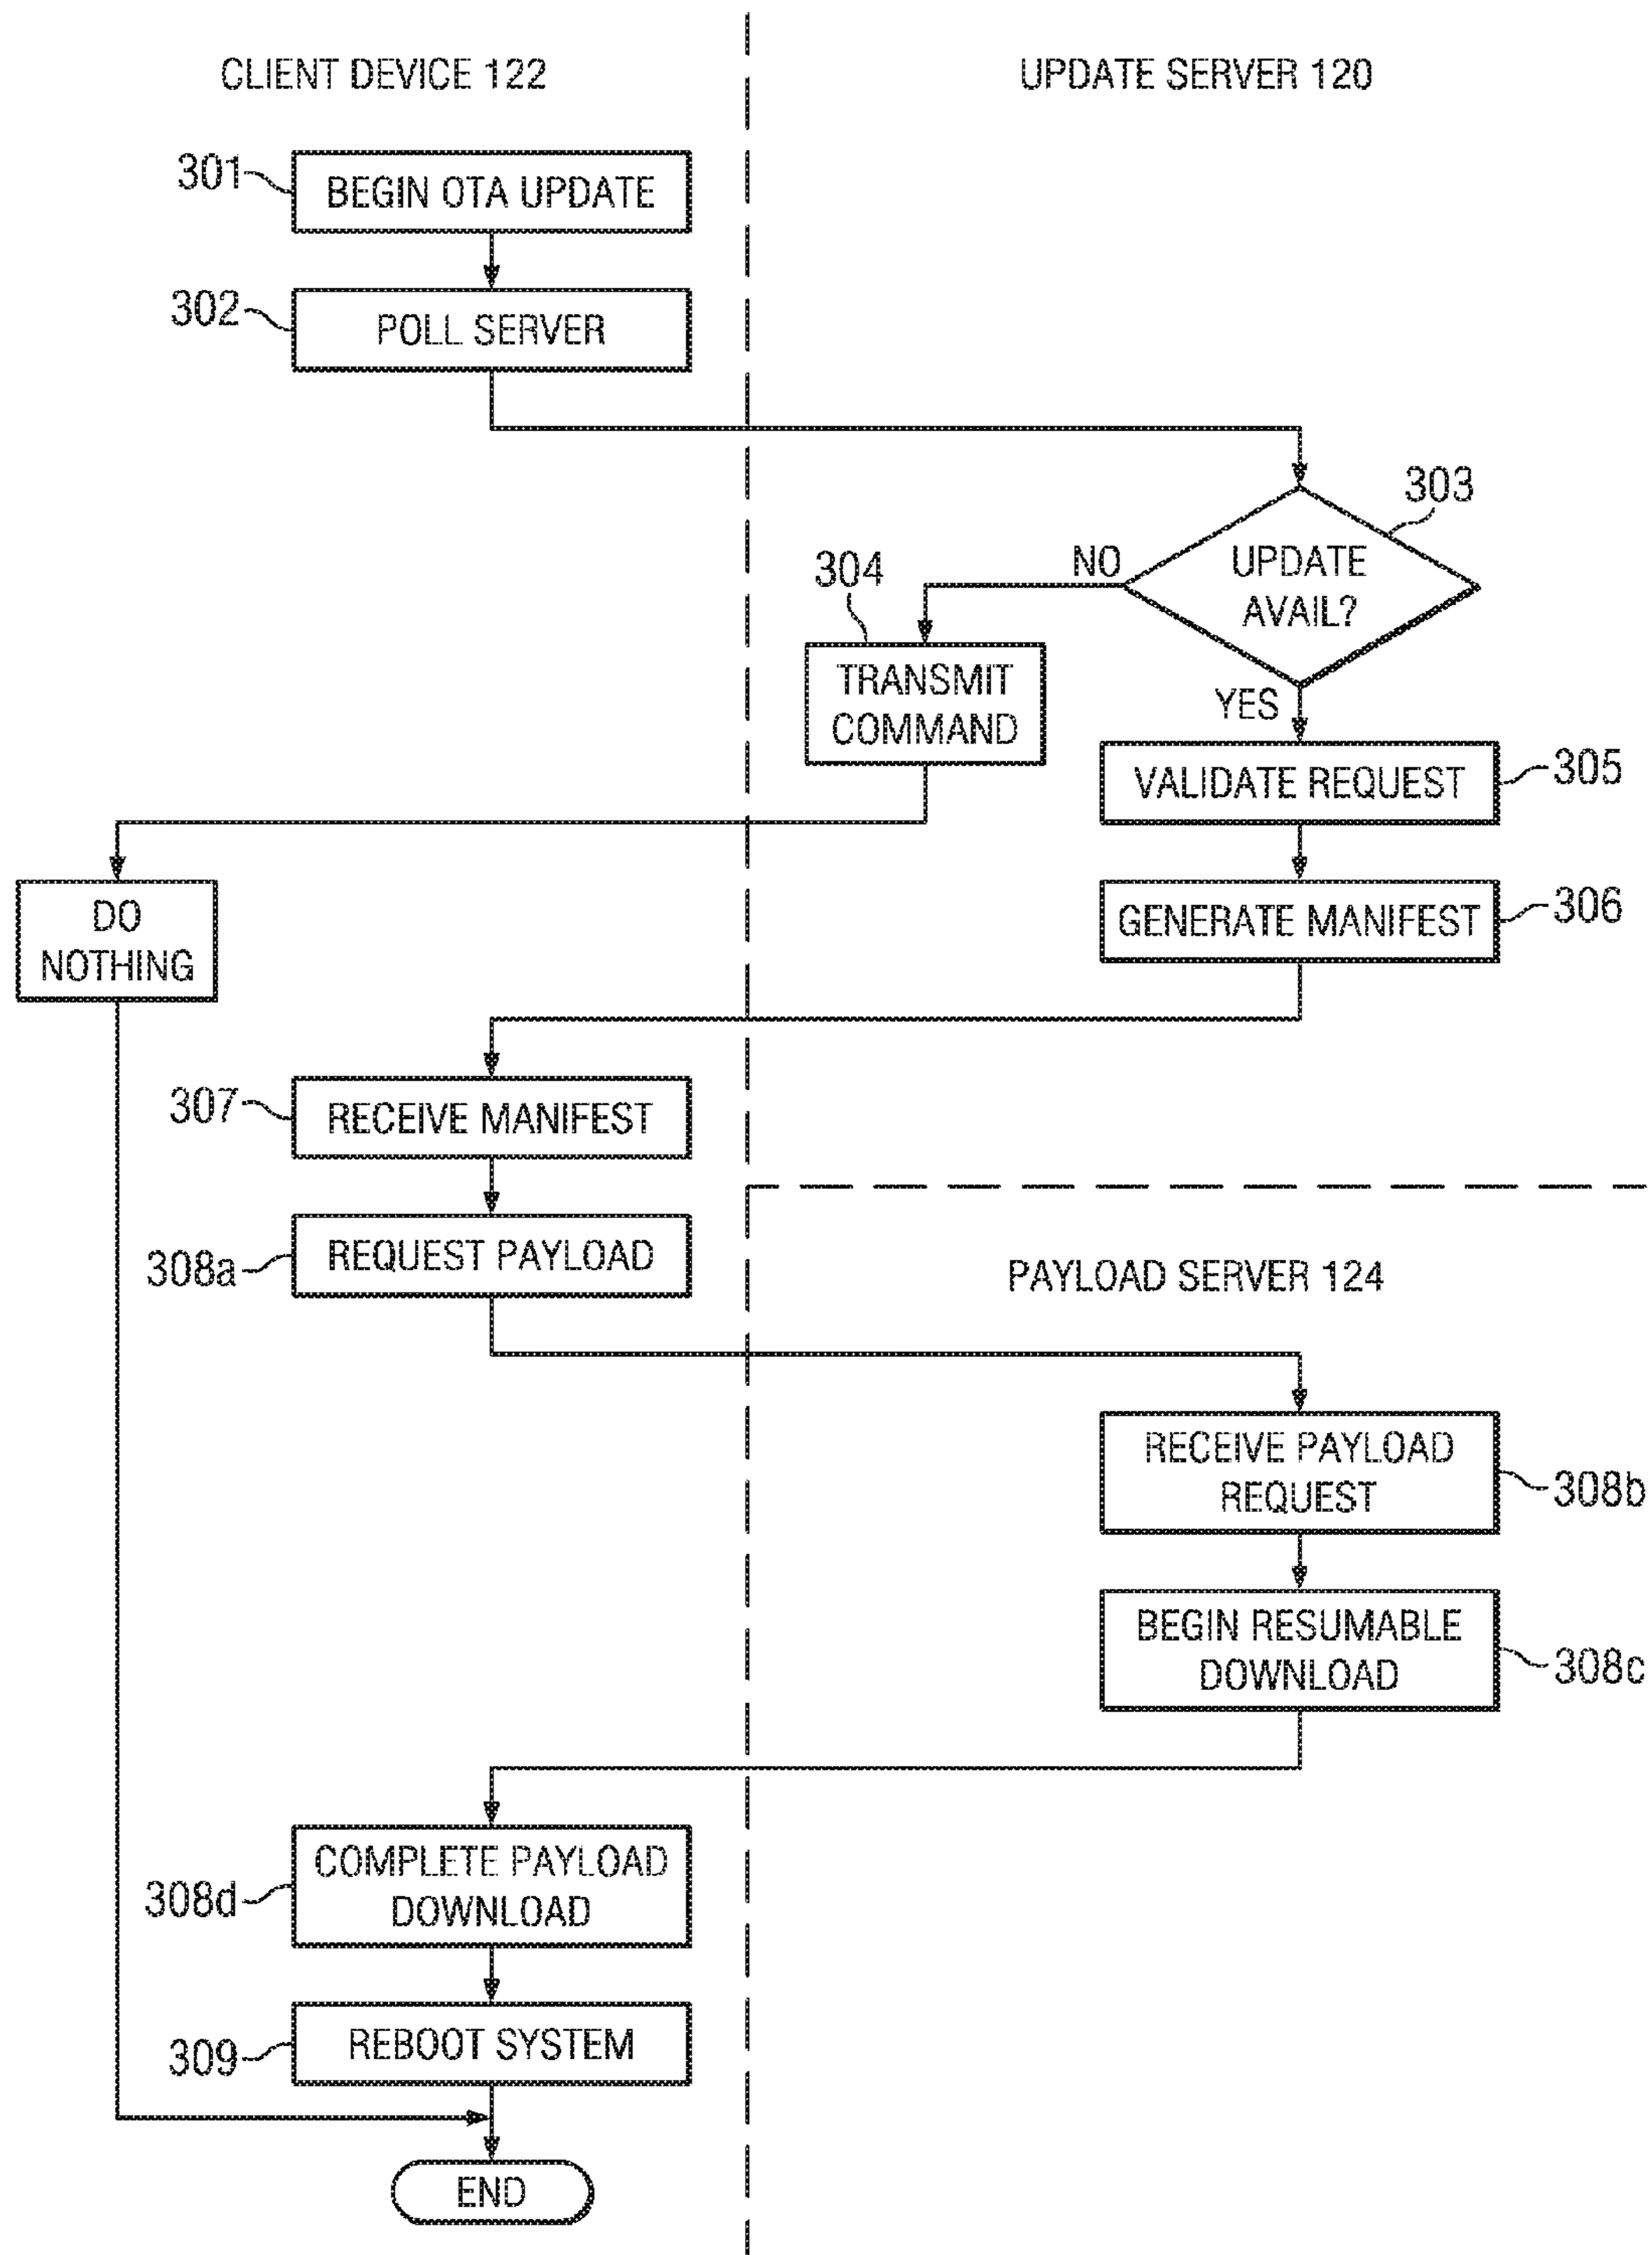 CLIENT DEVICE 122
UPDATE SERVER 120
301
BEGIN OTA UPDATE
302
POLL SERVER
303
UPDATE
AVAIL?
NO
YES
304
TRANSMIT
COMMAND
VALIDATE REQUEST
305
DO
NOTHING
GENERATE MANIFEST
306
307
RECEIVE MANIFEST
308a
REQUEST PAYLOAD
PAYLOAD SERVER 124
RECEIVE PAYLOAD
REQUEST
308b
BEGIN RESUMABLE
DOWNLOAD
308c
308d
COMPLETE PAYLOAD
DOWNLOAD
309
REBOOT SYSTEM
END